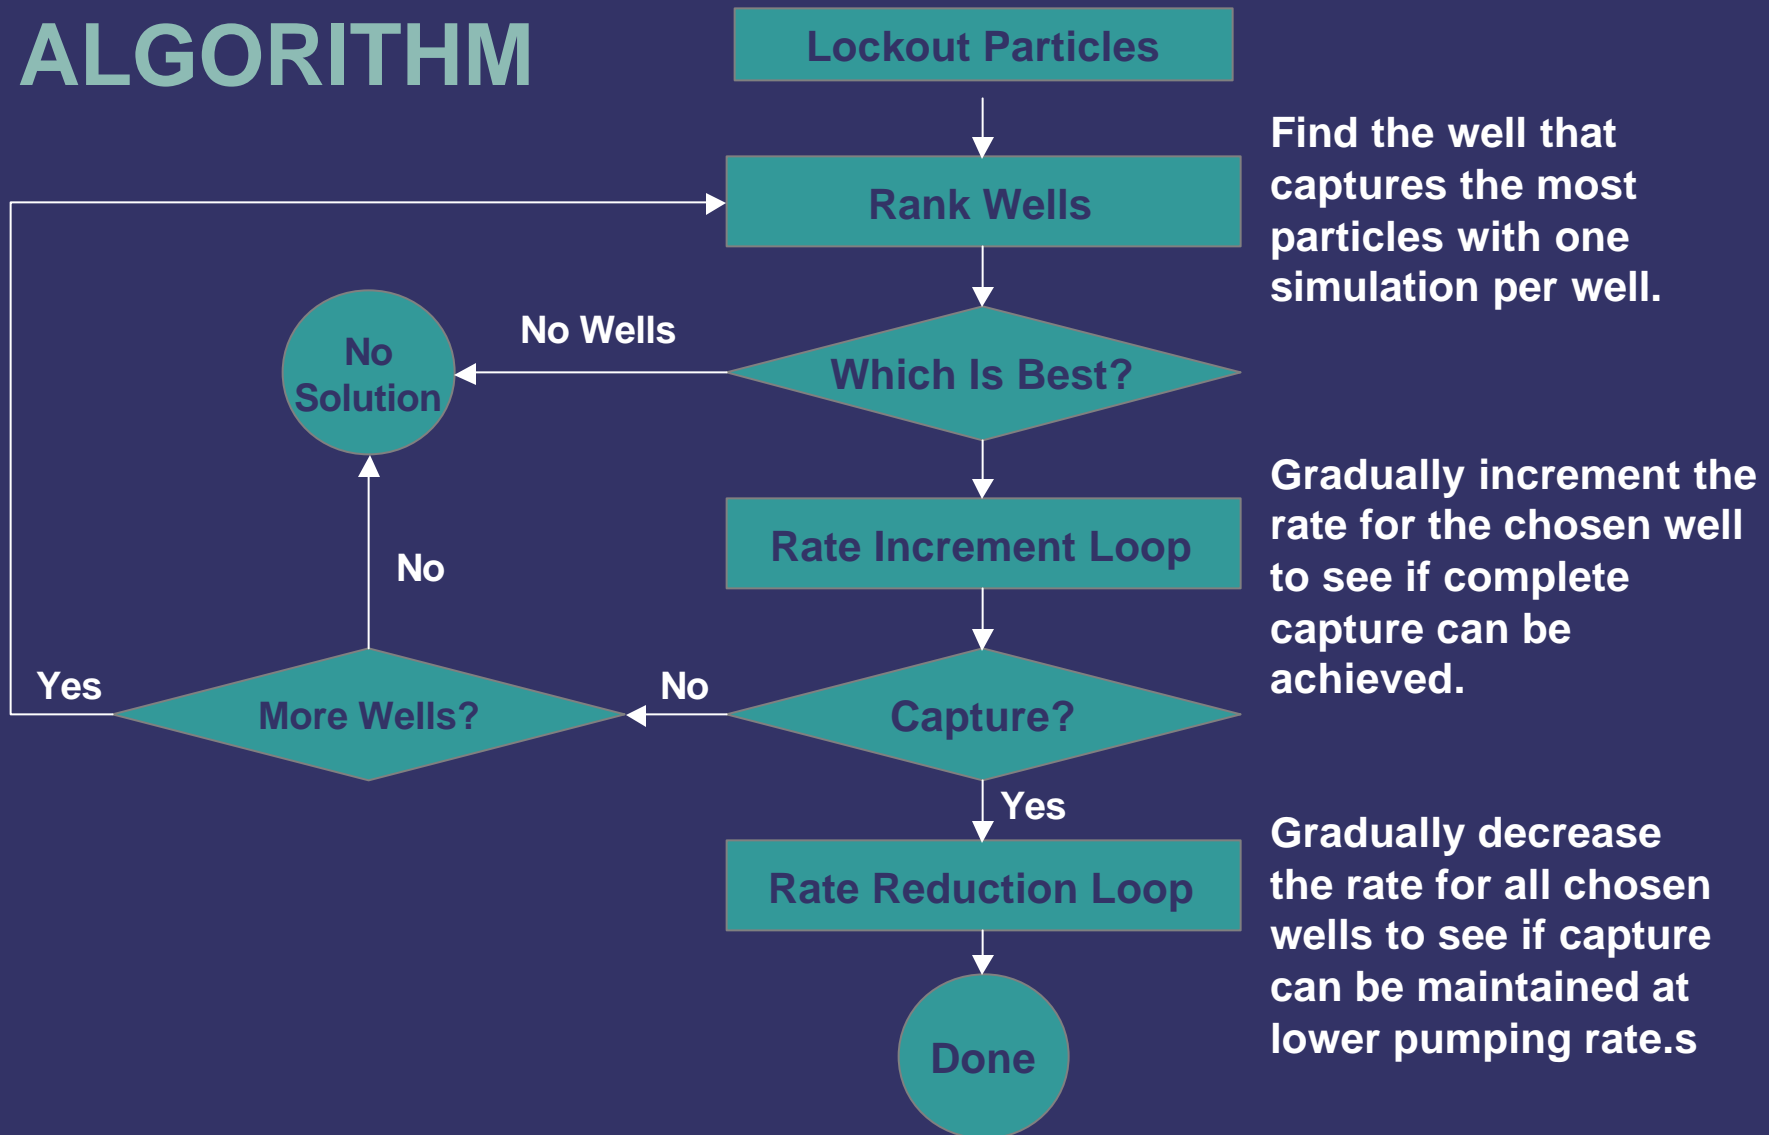 ALGORITHM
Lockout Particles
Find the well that
captures the most
particles with one
simulation per well.
Rank Wells
No Wells
No
Solution
Which Is Best?
Gradually increment the
rate for the chosen well
to see if complete
capture can be
achieved.
Rate Increment Loop
No
Yes
More Wells?
No
Capture?
Yes
Gradually decrease
the rate for all chosen
wells to see if capture
can be maintained at
lower pumping rate.s
Rate Reduction Loop
Done